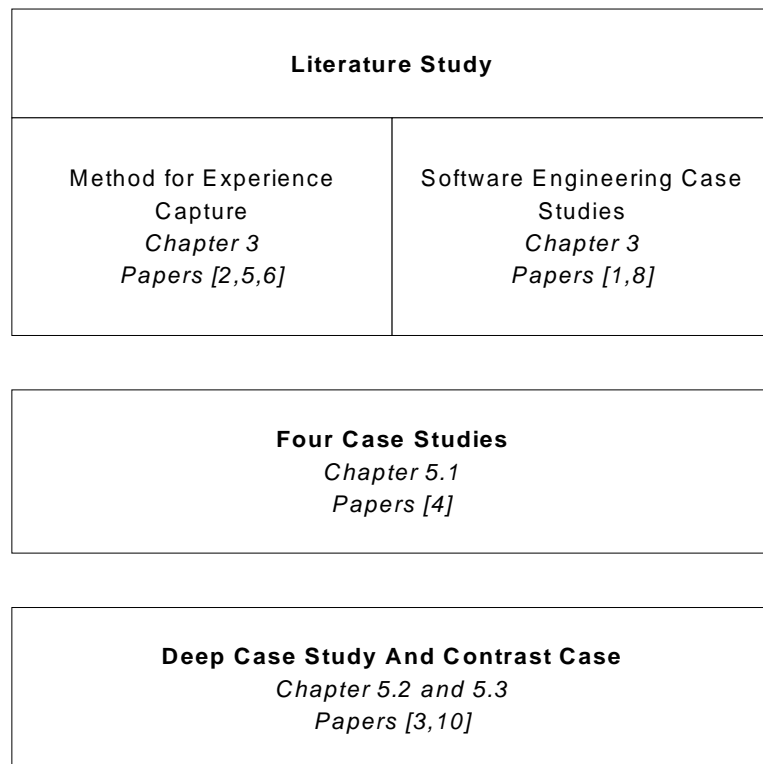 Literature Study
Method for Experience
Capture
Chapter 3
Papers [2,5,6]
Software Engineering Case
Studies
Chapter 3
Papers [1,8]
Four Case Studies
Chapter 5.1
Papers [4]
Deep Case Study And Contrast Case
Chapter 5.2 and 5.3
Papers [3,10]